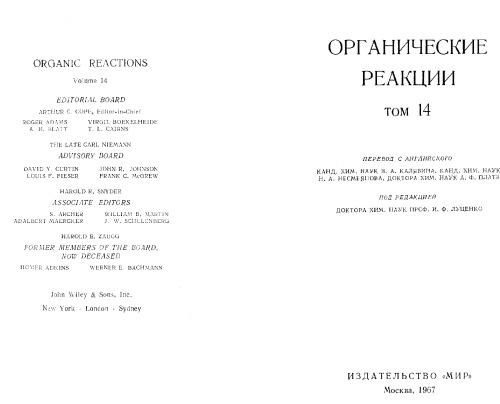 ORGANIC REACTIONS
Volume 14
EDITORIAL BOARD
ARTHUR C. COPE, Editor-in-Chief
ROGER ADAMS VIRGIL BOEKELHEIDE
A. H. BLATT T. L. CAIRNS
THE LATE CARL NIEMANN
ADVISORY BOARD
DAVID Y. CURTIN JOHN R. JOHNSON
LOUIS F. FIESER FRANK C. McGREW
HAROLD R. SNYDER
ASSOCIATE EDITORS
S. ARCHER WILLIAM B. MARTIN
ADALBERT MAERCKER J. W. SCHULENBERG
HAROLD E. ZAUGG
FORMER MEMBERS OF THE BOARD,
NOW DECEASED
HOMER ADKINS WERNER E. BACHMANN
John Wiley & Sons, Inc.
New York - London - Sydney
ОРГАНИЧЕСКИЕ
РЕАКЦИИ
ТОМ 14
ПЕРЕВОД С АНГЛИЙСКОГО
КАНД. ХИМ. НАУК В. А. КАЛЯВИНА, КАНД. ХИМ. НАУК
Н. А. НЕСМЕЯНОВА, ДОКТОРА ХИМ. НАУК А. Ф. ПЛАТЭ
ПОД РЕДАКЦИЕЙ
ДОКТОРА ХИМ. НАУК ПРОФ. И. Ф. ЛУЦЕНКО
ИЗДАТЕЛЬСТВО «МИР»
Москва, 1967